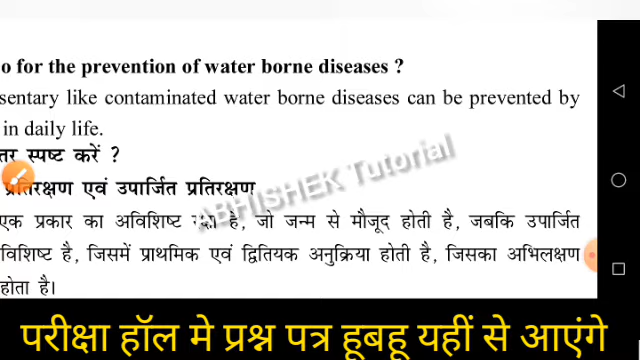 o for the prevention of water borne diseases ?
sentary like contaminated water borne diseases can be prevented by
in daily life.
तर स्पष्ट करें ?
प्रतिरक्षण एवं उपार्जित प्रतिरक्षण
एक प्रकार का अविशिष्ट रक्षा है, जो जन्म से मौजूद होती है, जबकि उपार्जित
विशिष्ट है, जिसमें प्राथमिक एवं द्वितियक अनुक्रिया होती है, जिसका अभिलक्षण
होता है।
ABHISHEK Tutorial
परीक्षा हॉल मे प्रश्न पत्र हूबहू यहीं से आएंगे